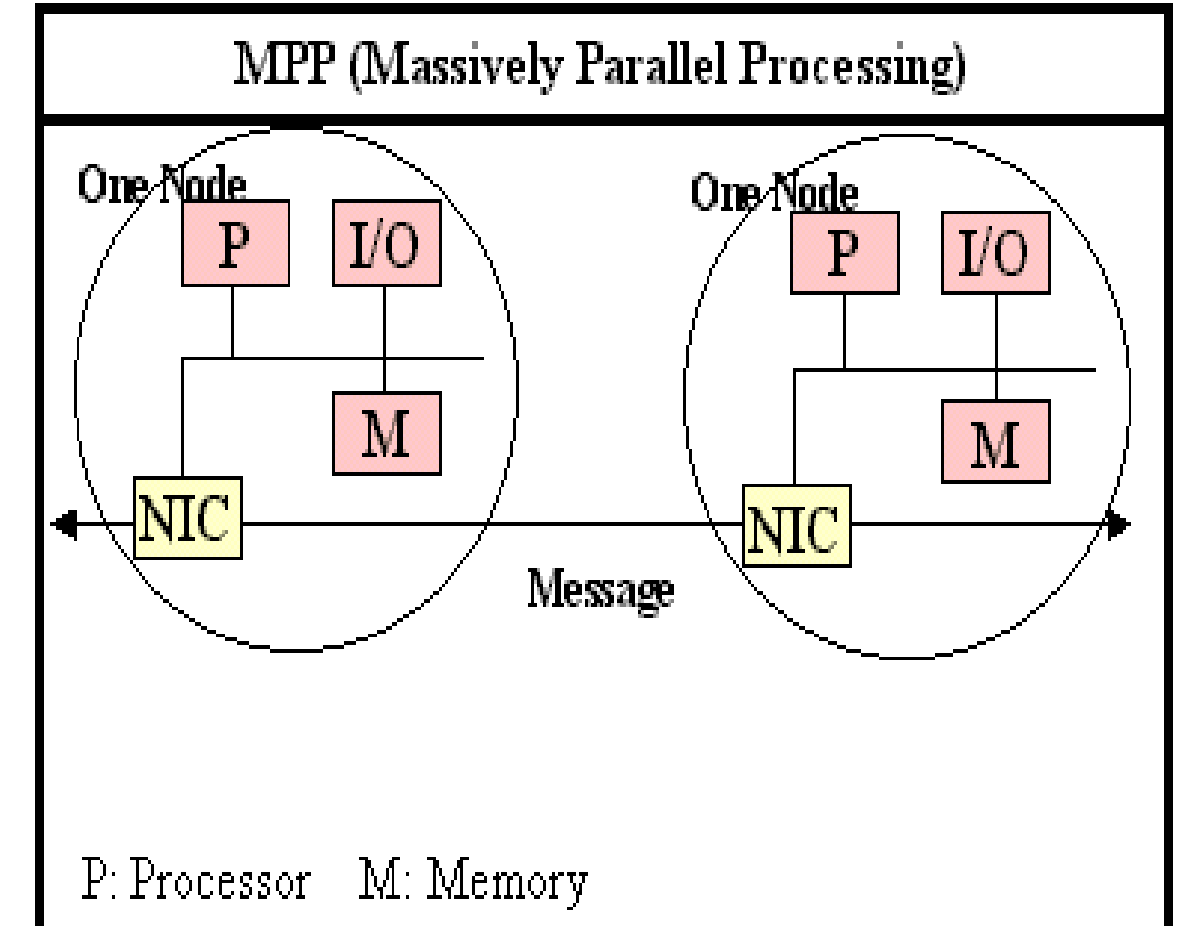 MPP (Massively Parallel Processing)
One Node
P
I/O
M
NIC
One Node
P
I/O
M
NIC
Message
P: Processor M: Memory